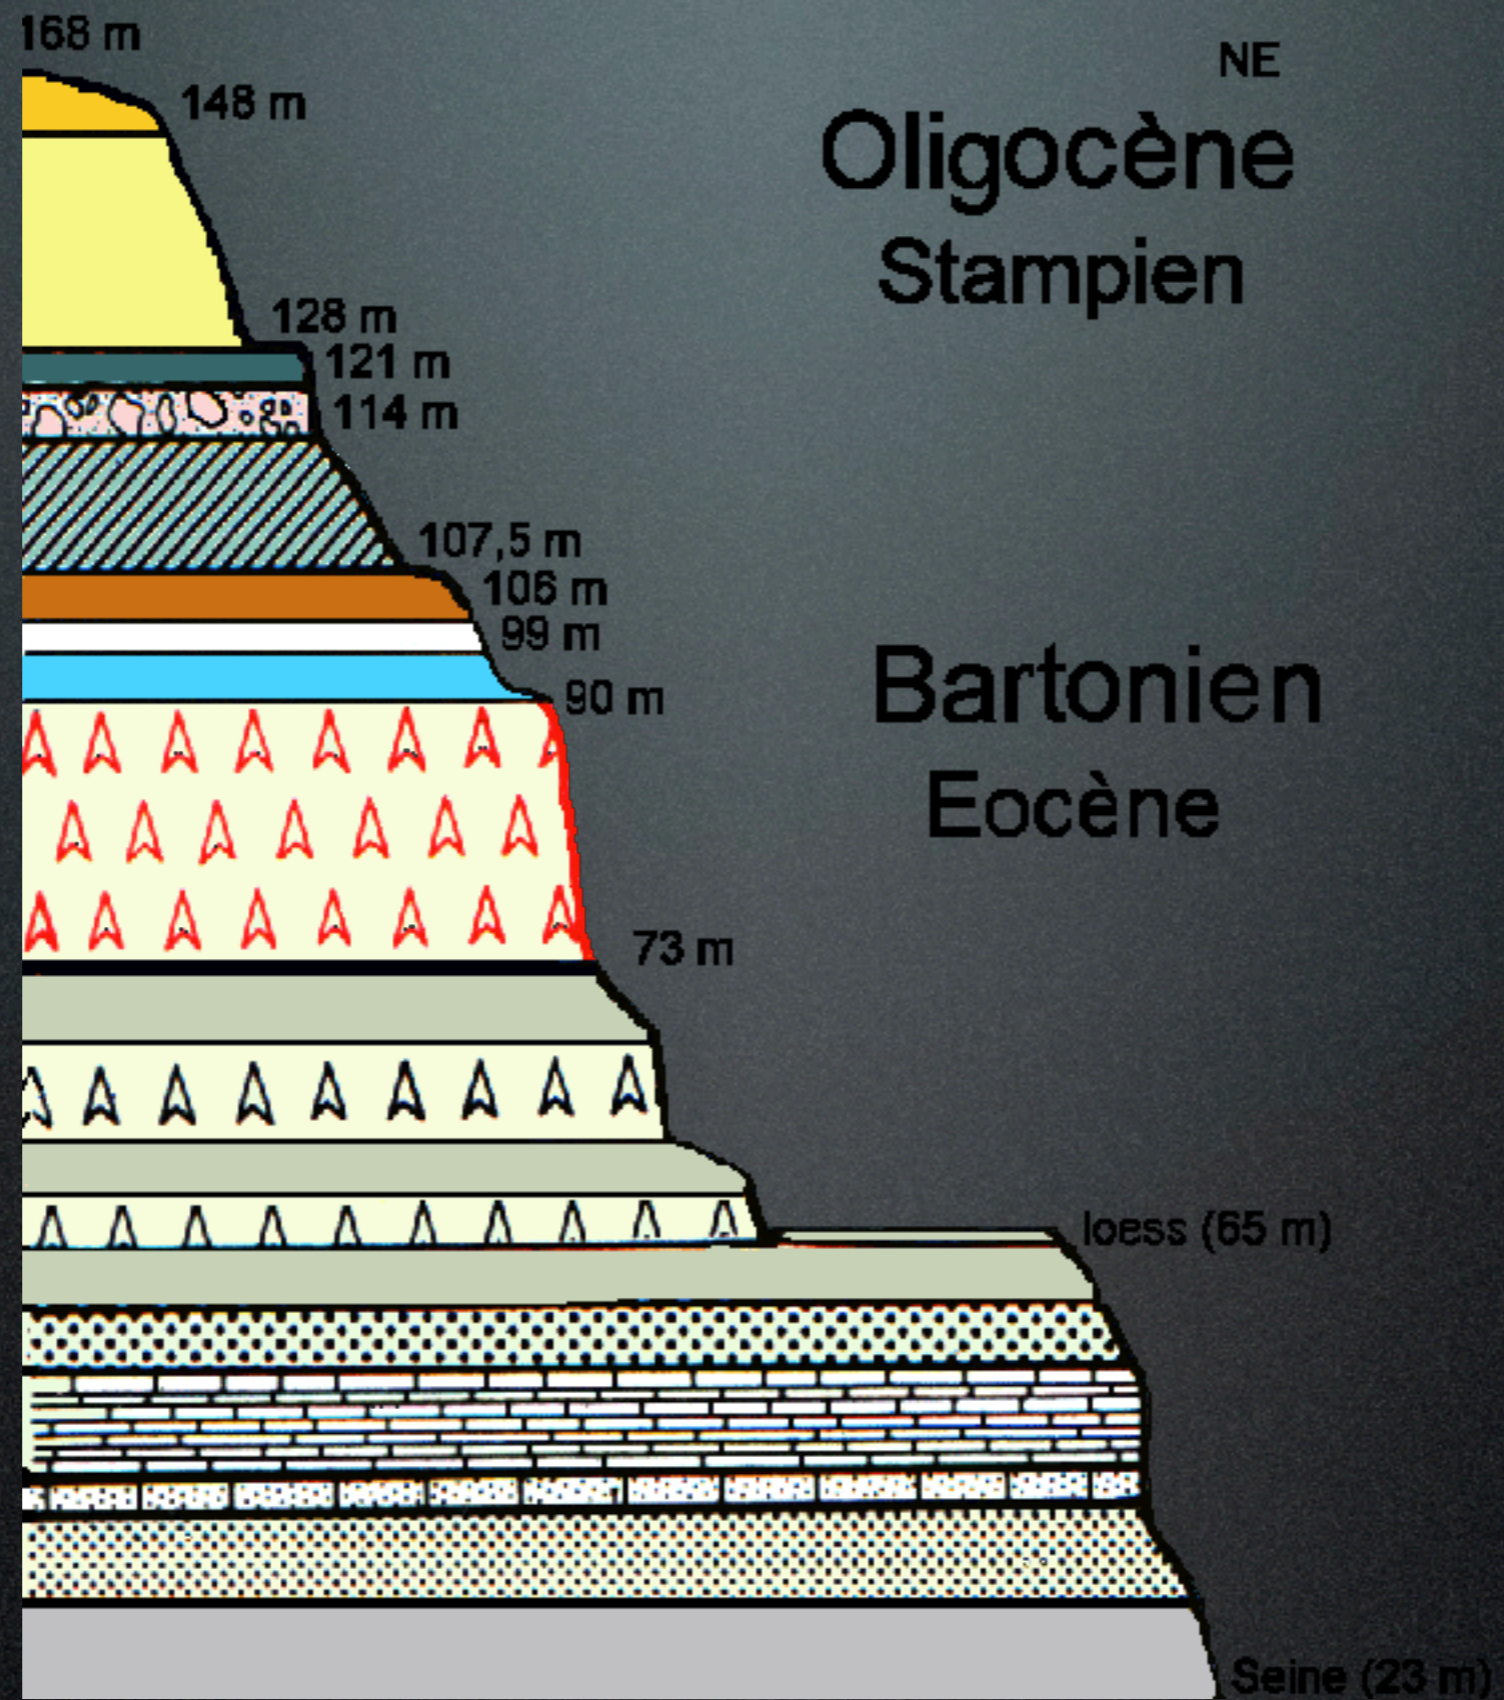 168 m
NE
148 m
Oligocène
Stampien
128 m
121 m
114 m
107,5 m
106 m
99 m
Bartonien
90 m
Eocène
73 m
loess (65 m)
Seine (23 m)